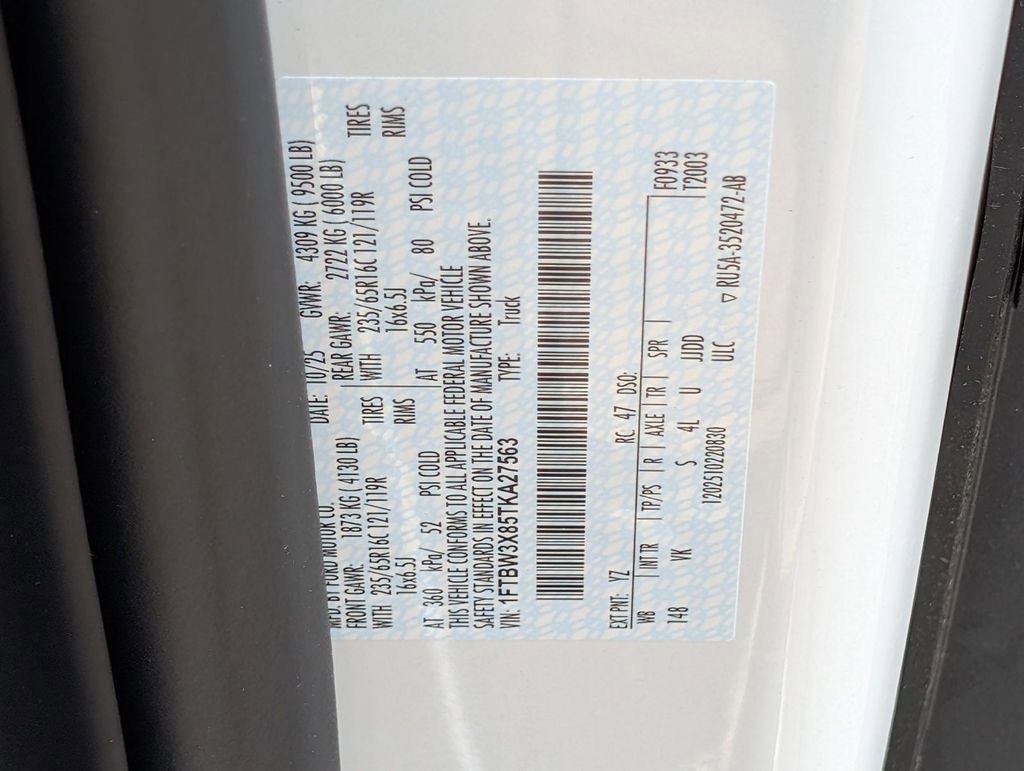 MFD. BY FORD MOTOR CO. DATE: 10/25 GVWR: 4309 KG ( 9500 LB)
FRONT GAWR: 1873 KG ( 4130 LB) REAR GAWR: 2722 KG ( 6000 LB)
WITH 235/65R16C 121/119R TIRES WITH 235/65R16C 121/119R TIRES
16x6.5J RIMS 16x6.5J RIMS
AT 360 kPa/ 52 PSI COLD AT 550 kPa/ 80 PSI COLD
THIS VEHICLE CONFORMS TO ALL APPLICABLE FEDERAL MOTOR VEHICLE
SAFETY STANDARDS IN EFFECT ON THE DATE OF MANUFACTURE SHOWN ABOVE.
VIN: 1FTBW3X85TKA27563 TYPE: Truck
EXT PNT: YZ RC: 47 DSO:
WB | INT TR | TP/PS | R | AXLE | TR | SPR | F0933
148 VK S 4L U JJDD T2003
1202510220830 ULC ▽ RU5A-3520472-AB